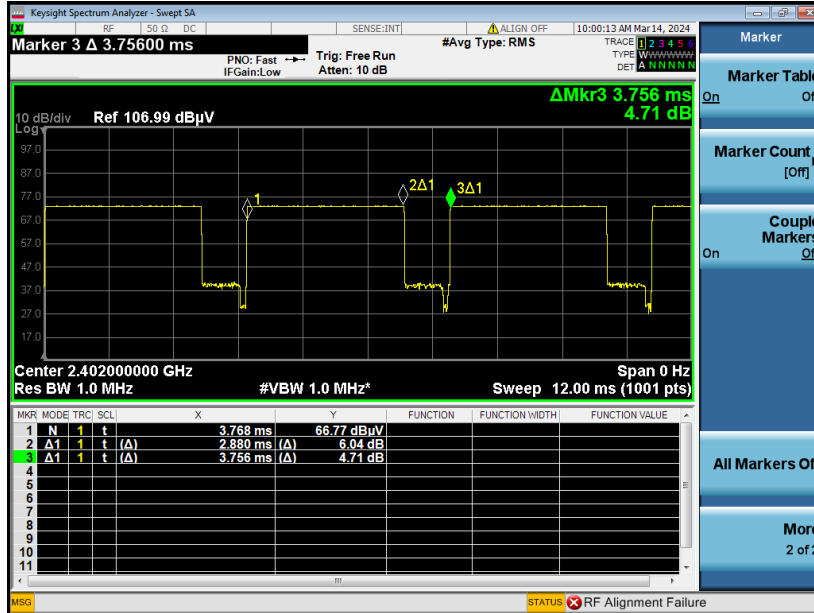 Keysight Spectrum Analyzer - Swept SA
LXI RF 50 Ω DC SENSE:INT ALIGN OFF 10:00:13 AM Mar 14, 2024
Marker 3 Δ 3.75600 ms
#Avg Type: RMS
TRACE 1 2 3 4 5 6
TYPE WWWWWW
DET A N N N N N
PNO: Fast
IFGain:Low
Trig: Free Run
Atten: 10 dB
ΔMkr3 3.756 ms
4.71 dB
10 dB/div
Log
Ref 106.99 dBµV
97.0
87.0
77.0
67.0
57.0
47.0
37.0
27.0
17.0
1
2Δ1
3Δ1
Center 2.402000000 GHz
Span 0 Hz
Res BW 1.0 MHz
#VBW 1.0 MHz*
Sweep 12.00 ms (1001 pts)
MKR MODE TRC SCL X Y FUNCTION FUNCTION WIDTH FUNCTION VALUE
1 N 1 t 3.768 ms 66.77 dBµV
2 Δ1 1 t (Δ) 2.880 ms (Δ) 6.04 dB
3 Δ1 1 t (Δ) 3.756 ms (Δ) 4.71 dB
4
5
6
7
8
9
10
11
MSG
STATUS RF Alignment Failure
Marker
Marker Table
On Of
Marker Count
[Off]
Couple
Markers
On Of
All Markers Of
More
2 of 2